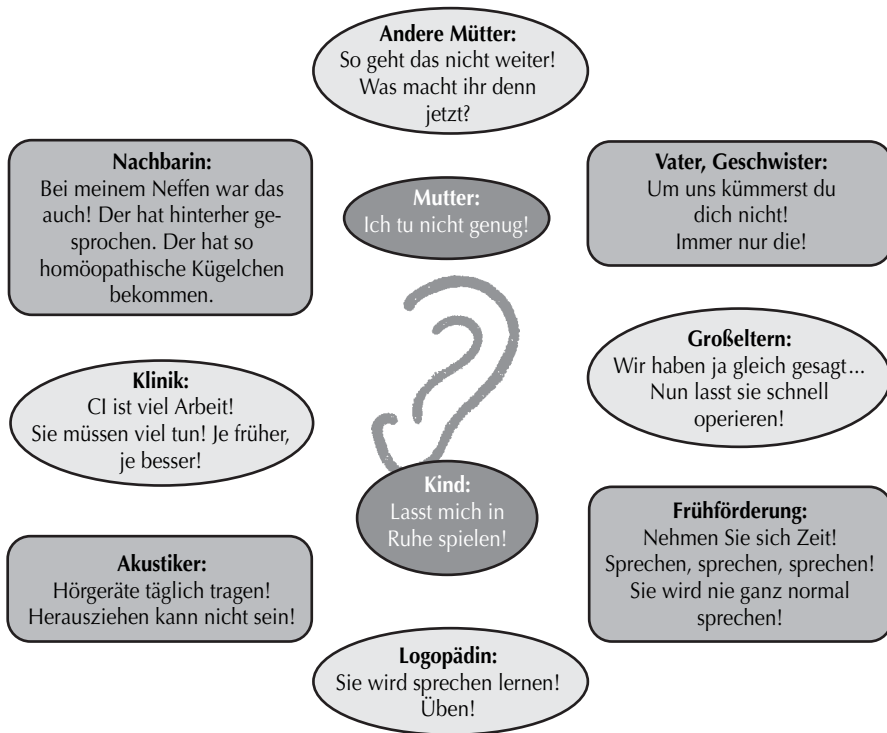 Andere Mütter:
So geht das nicht weiter!
Was macht ihr denn
jetzt?
Nachbarin:
Bei meinem Neffen war das
auch! Der hat hinterher ge-
sprochen. Der hat so
homöopathische Kügelchen
bekommen.
Mutter:
Ich tu nicht genug!
Vater, Geschwister:
Um uns kümmerst du
dich nicht!
Immer nur die!
Klinik:
CI ist viel Arbeit!
Sie müssen viel tun! Je früher,
je besser!
Großeltern:
Wir haben ja gleich gesagt...
Nun lasst sie schnell
operieren!
Kind:
Lasst mich in
Ruhe spielen!
Akustiker:
Hörgeräte täglich tragen!
Herausziehen kann nicht sein!
Frühförderung:
Nehmen Sie sich Zeit!
Sprechen, sprechen, sprechen!
Sie wird nie ganz normal
sprechen!
Logopädin:
Sie wird sprechen lernen!
Üben!